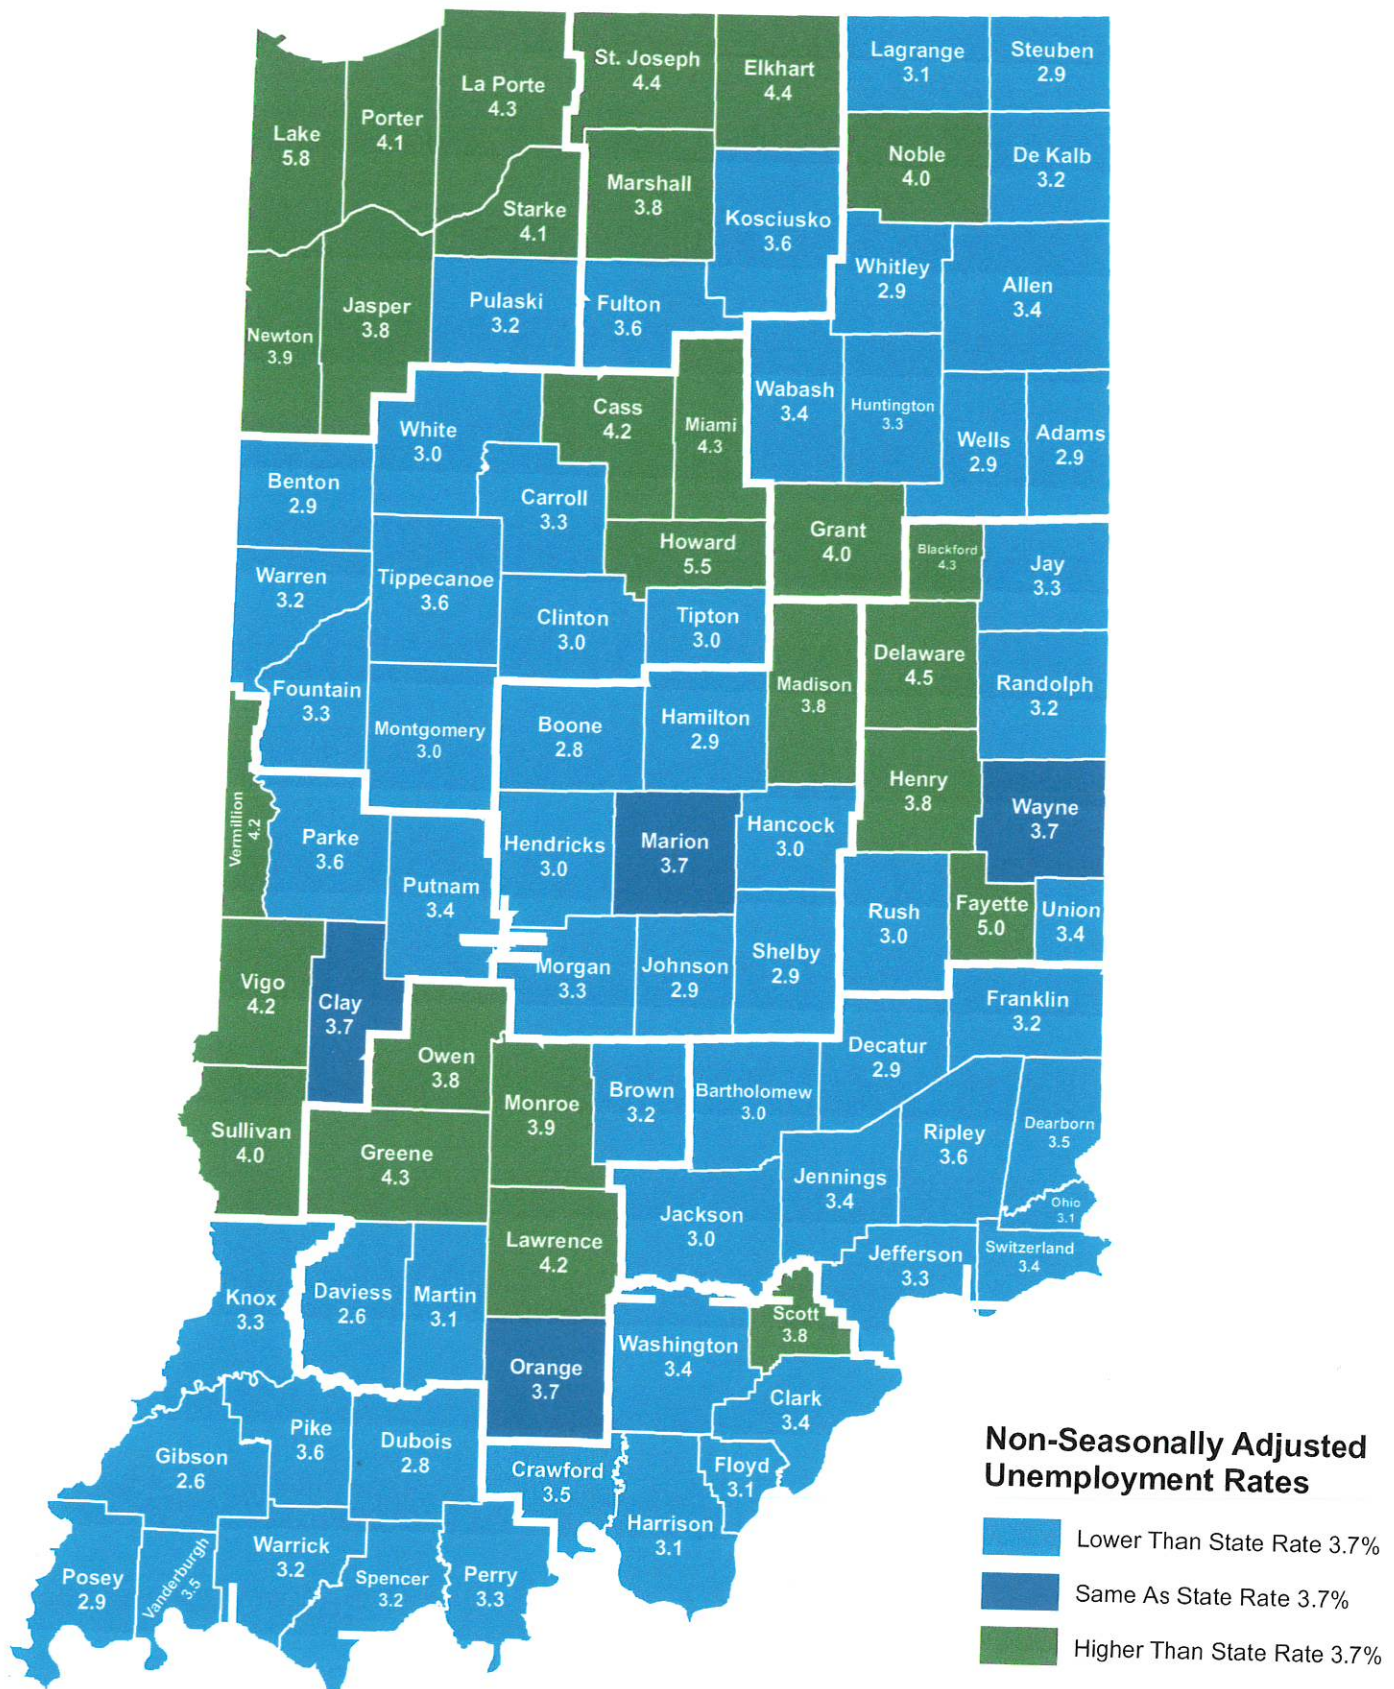 Lake
5.8
Porter
4.1
La Porte
4.3
St. Joseph
4.4
Elkhart
4.4
Lagrange
3.1
Steuben
2.9
Noble
4.0
De Kalb
3.2
Starke
4.1
Marshall
3.8
Kosciusko
3.6
Whitley
2.9
Allen
3.4
Newton
3.9
Jasper
3.8
Pulaski
3.2
Fulton
3.6
Wabash
3.4
Huntington
3.3
Wells
2.9
Adams
2.9
White
3.0
Cass
4.2
Miami
4.3
Benton
2.9
Carroll
3.3
Howard
5.5
Grant
4.0
Blackford
4.3
Jay
3.3
Warren
3.2
Tippecanoe
3.6
Clinton
3.0
Tipton
3.0
Madison
3.8
Delaware
4.5
Randolph
3.2
Fountain
3.3
Montgomery
3.0
Boone
2.8
Hamilton
2.9
Henry
3.8
Wayne
3.7
Vermillion
4.2
Parke
3.6
Putnam
3.4
Hendricks
3.0
Marion
3.7
Hancock
3.0
Rush
3.0
Fayette
5.0
Union
3.4
Vigo
4.2
Clay
3.7
Morgan
3.3
Johnson
2.9
Shelby
2.9
Franklin
3.2
Owen
3.8
Decatur
2.9
Sullivan
4.0
Greene
4.3
Monroe
3.9
Brown
3.2
Bartholomew
3.0
Ripley
3.6
Dearborn
3.5
Jennings
3.4
Ohio
3.1
Lawrence
4.2
Jackson
3.0
Jefferson
3.3
Switzerland
3.4
Knox
3.3
Daviess
2.6
Martin
3.1
Orange
3.7
Washington
3.4
Scott
3.8
Clark
3.4
Gibson
2.6
Pike
3.6
Dubois
2.8
Crawford
3.5
Floyd
3.1
Harrison
3.1
Posey
2.9
Vanderburgh
3.5
Warrick
3.2
Spencer
3.2
Perry
3.3
Non-Seasonally Adjusted
Unemployment Rates
Lower Than State Rate 3.7%
Same As State Rate 3.7%
Higher Than State Rate 3.7%